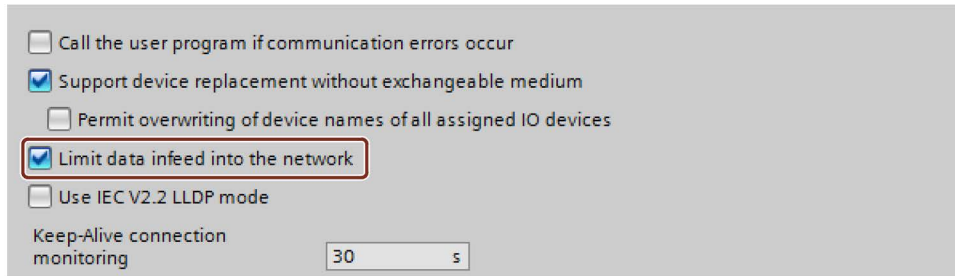 Call the user program if communication errors occur
Support device replacement without exchangeable medium
Permit overwriting of device names of all assigned IO devices
Limit data infeed into the network
Use IEC V2.2 LLDP mode
Keep-Alive connection
monitoring 30 s